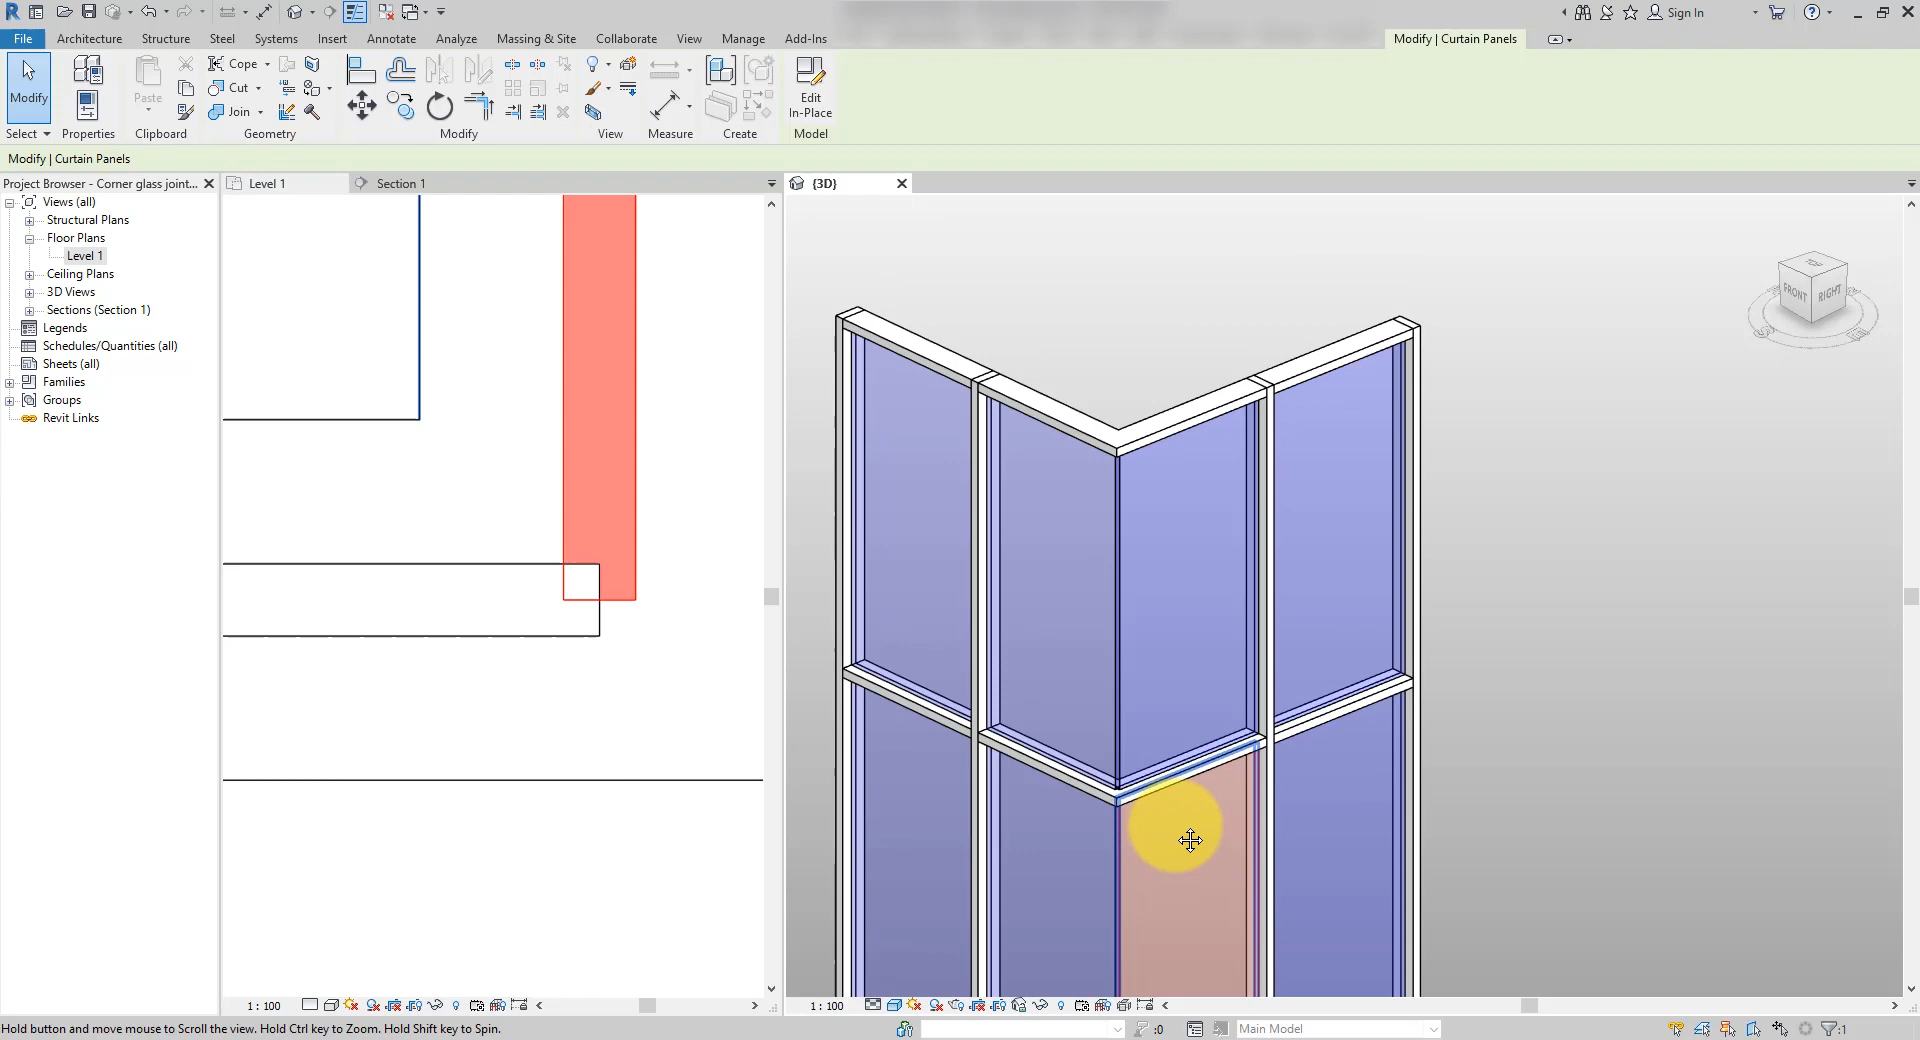 Sign In
File Architecture Structure Steel Systems Insert Annotate Analyze Massing & Site Collaborate View Manage Add-Ins Modify | Curtain Panels
Modify
Paste
Cope
Cut
Join
Edit
In-Place
Select Properties Clipboard Geometry Modify View Measure Create Model
Modify | Curtain Panels
Project Browser - Corner glass joint...
Level 1
Section 1
{3D}
Views (all)
Structural Plans
Floor Plans
Level 1
Ceiling Plans
3D Views
Sections (Section 1)
Legends
Schedules/Quantities (all)
Sheets (all)
Families
Groups
Revit Links
TOP
FRONT
RIGHT
S
E
1 : 100
1 : 100
Hold button and move mouse to Scroll the view. Hold Ctrl key to Zoom. Hold Shift key to Spin.
:0
Main Model
:1